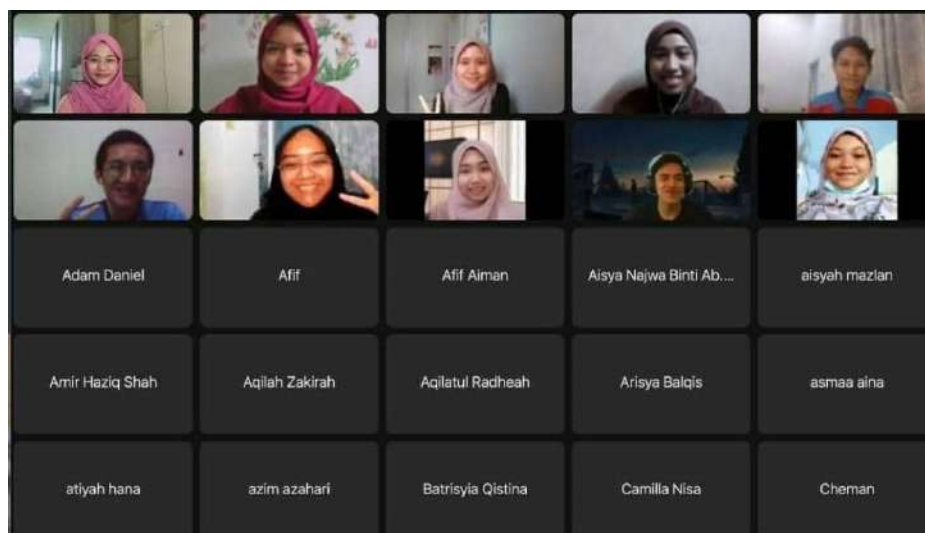 Adam Daniel
Afif
Afif Aiman
Aisya Najwa Binti Ab....
aisyah mazlan
Amir Haziq Shah
Aqilah Zakirah
Aqilatul Radheah
Arisya Balqis
asmaa aina
atiyah hana
azim azahari
Batrisyia Qistina
Camilla Nisa
Cheman